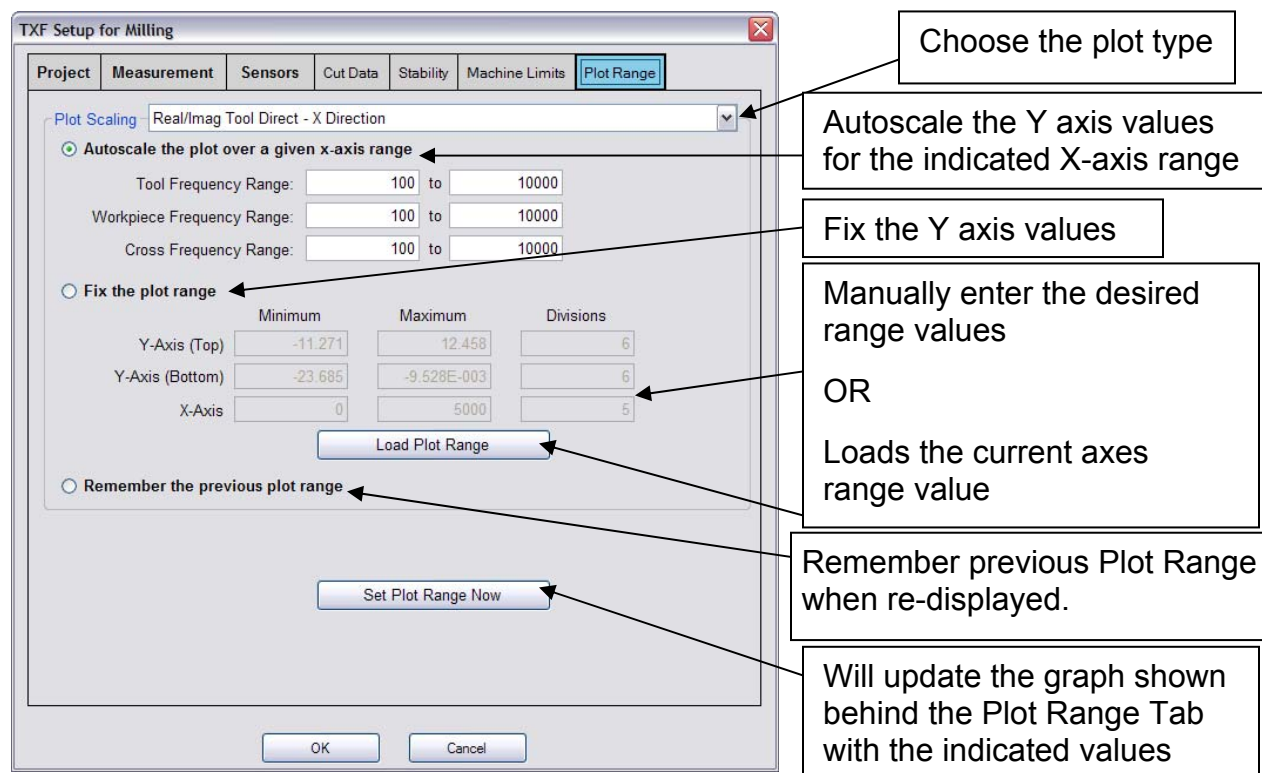 TXF Setup for Milling
Project Measurement Sensors Cut Data Stability Machine Limits Plot Range
Plot Scaling Real/Imag Tool Direct - X Direction
Autoscale the plot over a given x-axis range
Tool Frequency Range: 100 to 10000
Workpiece Frequency Range: 100 to 10000
Cross Frequency Range: 100 to 10000
Fix the plot range
Minimum Maximum Divisions
Y-Axis (Top) -11.271 12.458 6
Y-Axis (Bottom) -23.685 -9.528E-003 6
X-Axis 0 5000 5
Load Plot Range
Remember the previous plot range
Set Plot Range Now
OK Cancel
Choose the plot type
Autoscale the Y axis values
for the indicated X-axis range
Fix the Y axis values
Manually enter the desired
range values
OR
Loads the current axes
range value
Remember previous Plot Range
when re-displayed.
Will update the graph shown
behind the Plot Range Tab
with the indicated values